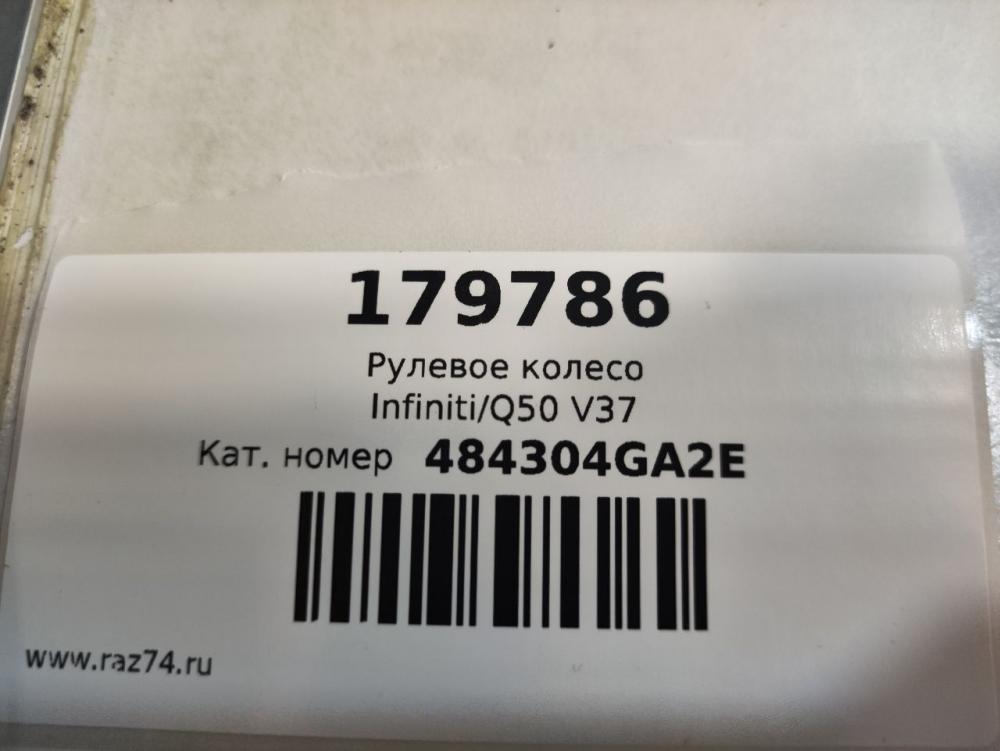 179786
Рулевое колесо
Infiniti/Q50 V37
Кат. номер 484304GA2E
www.raz74.ru